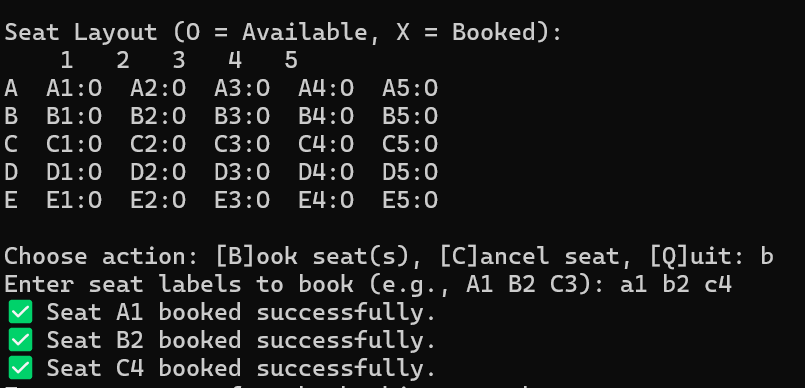 Seat Layout (O = Available, X = Booked):
1 2 3 4 5
A A1:O A2:O A3:O A4:O A5:O
B B1:O B2:O B3:O B4:O B5:O
C C1:O C2:O C3:O C4:O C5:O
D D1:O D2:O D3:O D4:O D5:O
E E1:O E2:O E3:O E4:O E5:O
Choose action: [B]ook seat(s), [C]ancel seat, [Q]uit: b
Enter seat labels to book (e.g., A1 B2 C3): a1 b2 c4
✅ Seat A1 booked successfully.
✅ Seat B2 booked successfully.
✅ Seat C4 booked successfully.